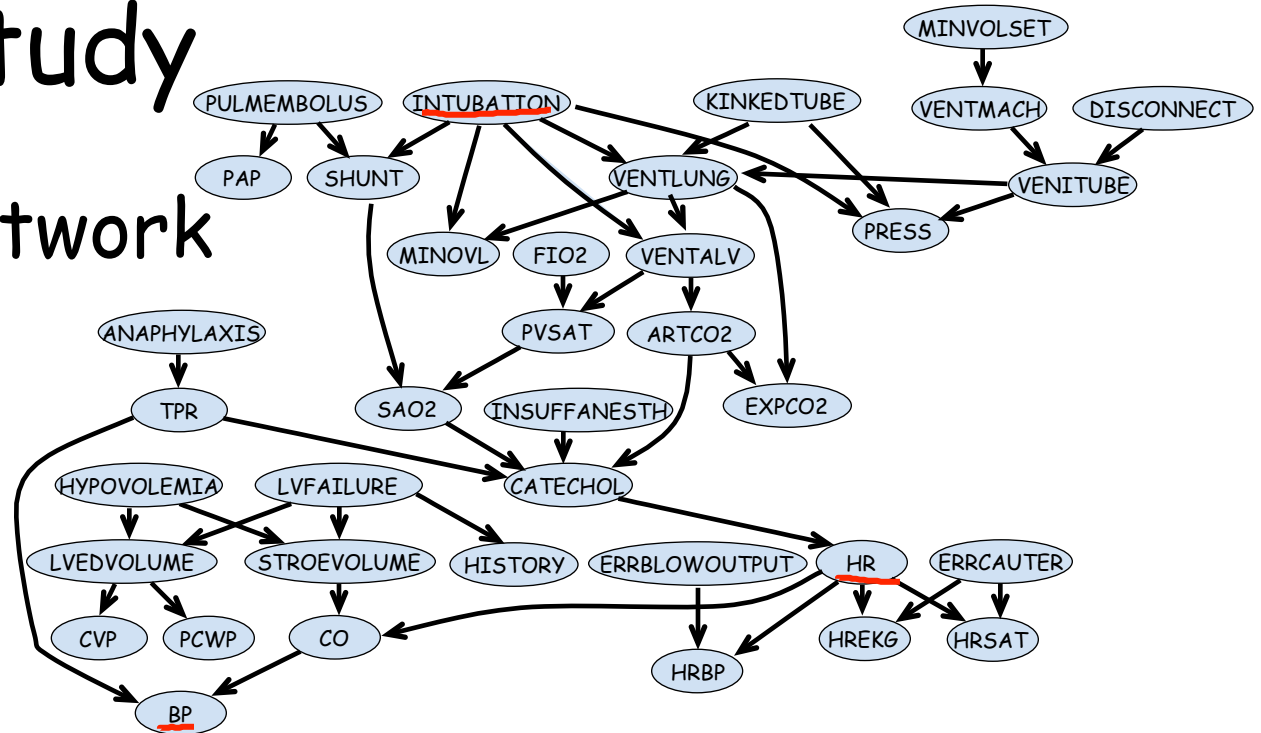 tudy
twork
MINVOLSET
PULMEMBOLUS INTUBATION KINKEDTUBE VENTMACH DISCONNECT
PAP SHUNT VENTLUNG VENITUBE
MINOVL FIO2 VENTALV PRESS
ANAPHYLAXIS PVSAT ARTCO2
TPR SAO2 INSUFFANESTH EXPCO2
HYPOVOLEMIA LVFAILURE CATECHOL
LVEDVOLUME STROEVOLUME HISTORY ERRBLOWOUTPUT HR ERRCAUTER
CVP PCWP CO HREKG HRSAT
HRBP
BP